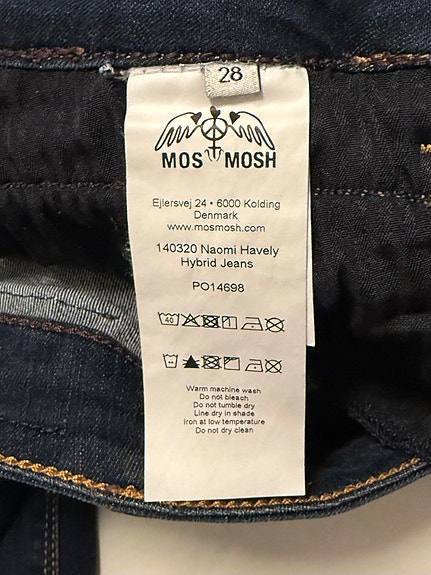 28
MOS MOSH
Ejlersvej 24 • 6000 Kolding
Denmark
www.mosmosh.com
140320 Naomi Havely
Hybrid Jeans
PO14698
40
Warm machine wash
Do not bleach
Do not tumble dry
Line dry in shade
Iron at low temperature
Do not dry clean